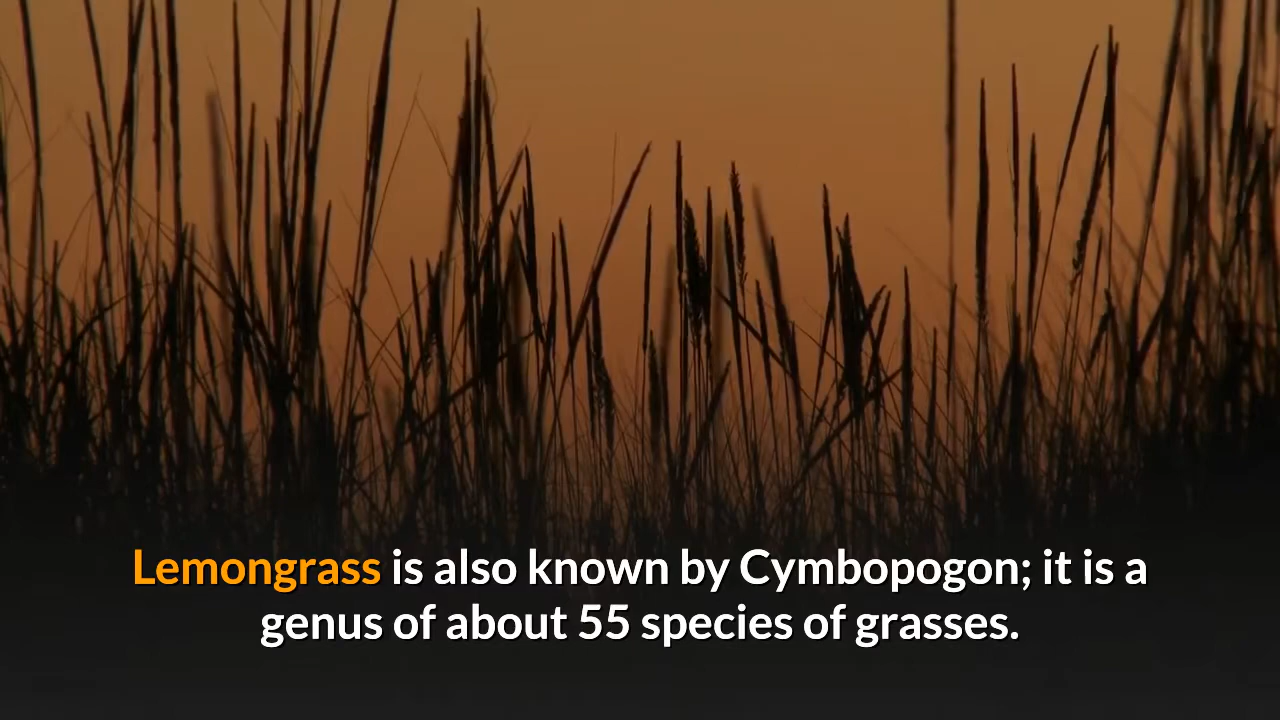 Lemongrass is also known by Cymbopogon; it is a
genus of about 55 species of grasses.